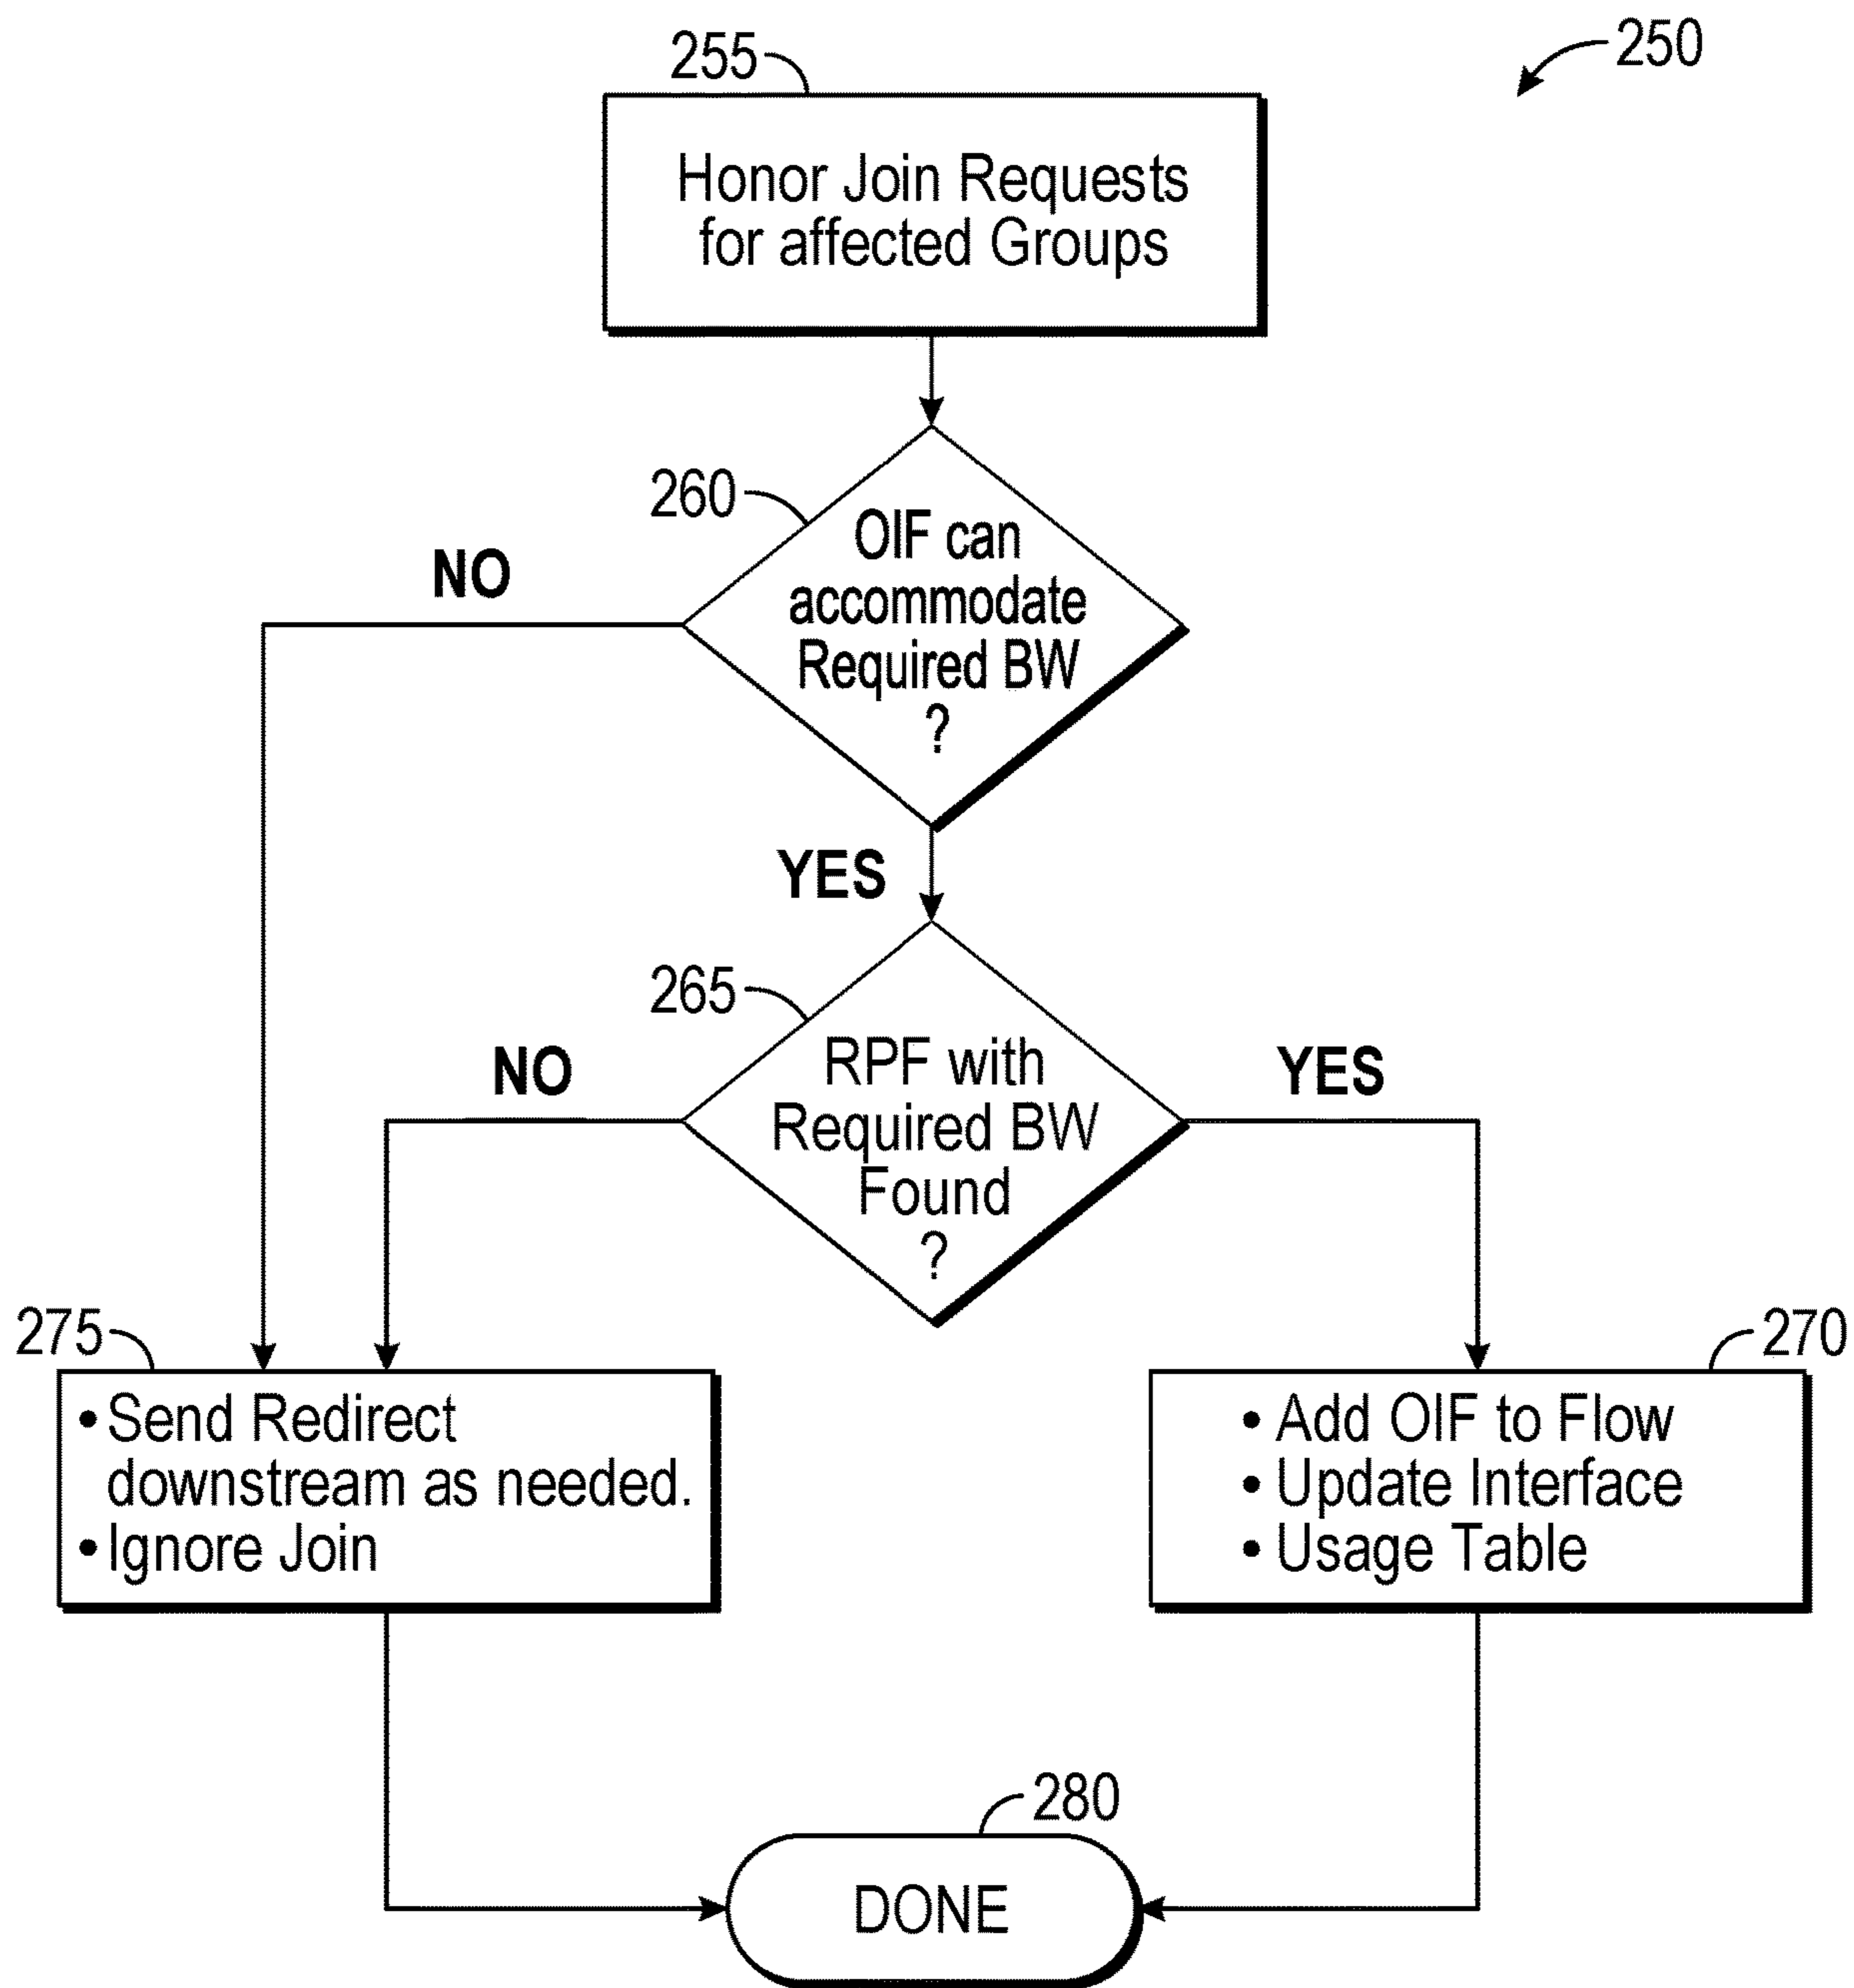 250
255
Honor Join Requests
for affected Groups
260
OIF can
accommodate
Required BW
?
NO
YES
265
RPF with
Required BW
Found
?
NO
YES
275
• Send Redirect
downstream as needed.
• Ignore Join
270
• Add OIF to Flow
• Update Interface
• Usage Table
280
DONE